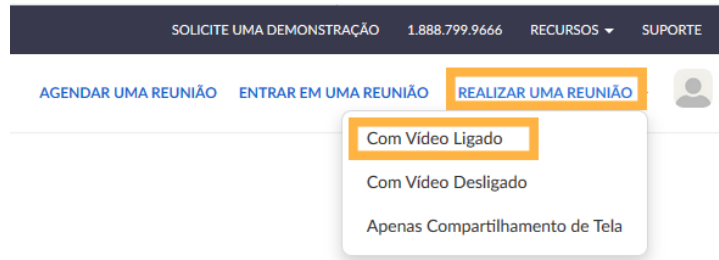 SOLICITE UMA DEMONSTRAÇÃO 1.888.799.9666 RECURSOS SUPORTE
AGENDAR UMA REUNIÃO ENTRAR EM UMA REUNIÃO REALIZAR UMA REUNIÃO
Com Vídeo Ligado
Com Vídeo Desligado
Apenas Compartilhamento de Tela